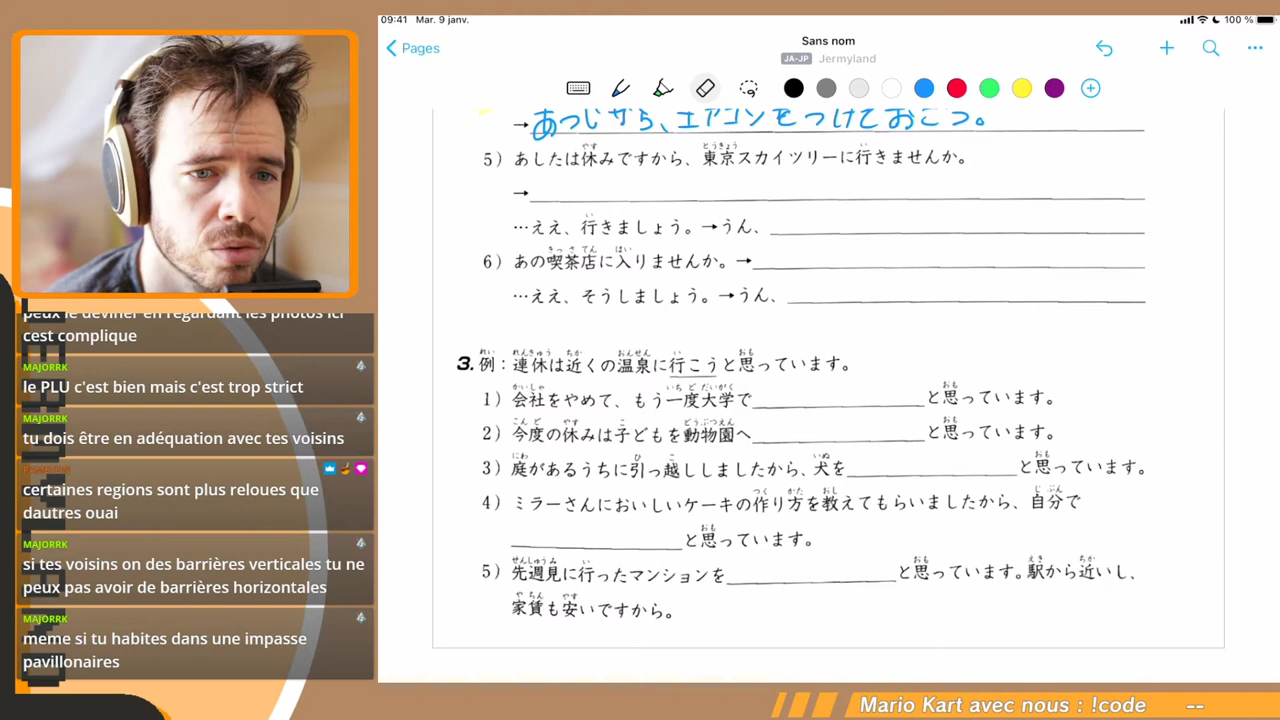 09:41 Mar. 9 janv.
100 %
Pages
Sans nom
JA-JP Jermyland
→ あついから、エアコンをつけておこう。
5) あしたは休みですから、東京スカイツリーに行きませんか。
→
…ええ、行きましょう。→うん、
6) あの喫茶店に入りませんか。→
…ええ、そうしましょう。→うん、
3. 例：連休は近くの温泉に行こうと思っています。
1) 会社をやめて、もう一度大学で と思っています。
2) 今度の休みは子どもを動物園へ と思っています。
3) 庭があるうちに引っ越ししましたから、犬を と思っています。
4) ミラーさんにおいしいケーキの作り方を教えてもらいましたから、自分で
と思っています。
5) 先週見に行ったマンションを と思っています。駅から近いし、
家賃も安いですから。
peux le deviner en regardant les photos ici
cest complique
MAJORRK
le PLU c'est bien mais c'est trop strict
MAJORRK
tu dois être en adéquation avec tes voisins
certaines regions sont plus reloues que
dautres ouai
MAJORRK
si tes voisins on des barrières verticales tu ne
peux pas avoir de barrières horizontales
MAJORRK
meme si tu habites dans une impasse
pavillonaires
Mario Kart avec nous : !code --